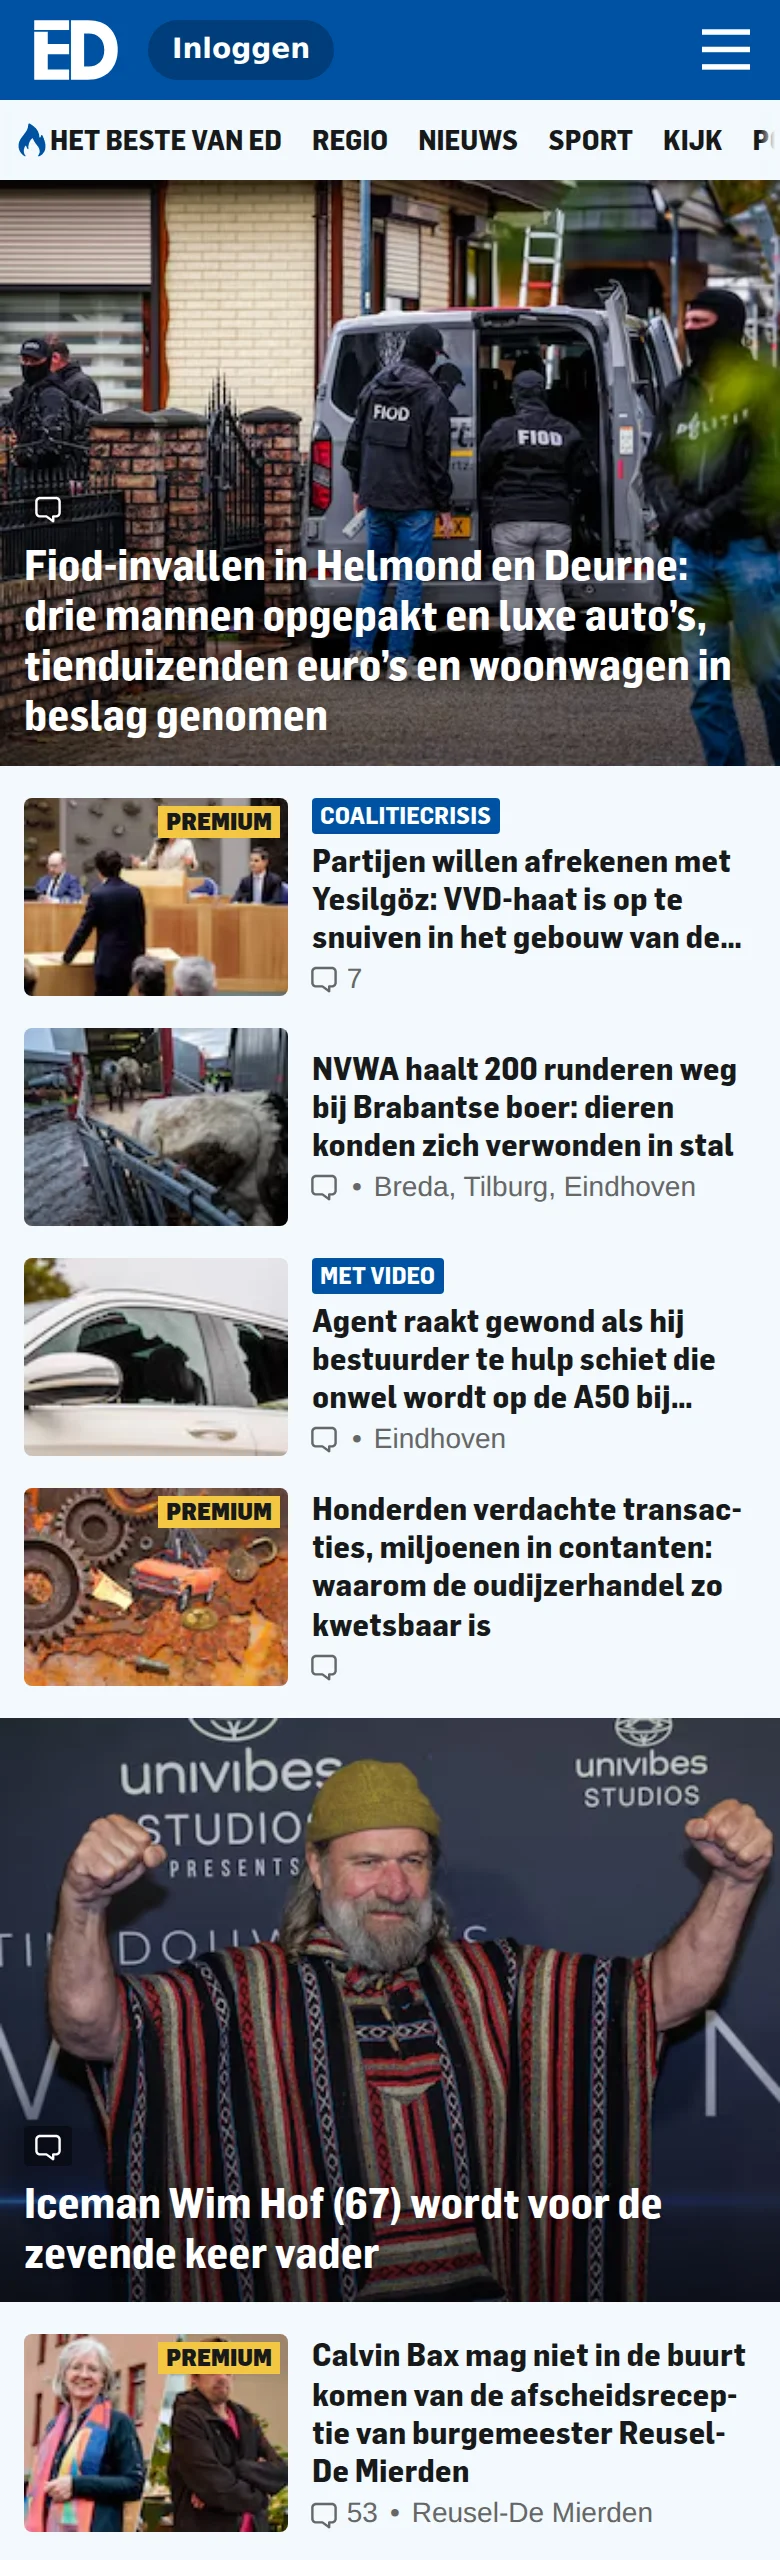 ED
Inloggen
HET BESTE VAN ED REGIO NIEUWS SPORT KIJK
FIOD
FIOD
POLITIE
Fiod-invallen in Helmond en Deurne:
drie mannen opgepakt en luxe auto’s,
tienduizenden euro’s en woonwagen in
beslag genomen
PREMIUM
COALITIECRISIS
Partijen willen afrekenen met
Yesilgöz: VVD-haat is op te
snuiven in het gebouw van de...
7
NVWA haalt 200 runderen weg
bij Brabantse boer: dieren
konden zich verwonden in stal
• Breda, Tilburg, Eindhoven
MET VIDEO
Agent raakt gewond als hij
bestuurder te hulp schiet die
onwel wordt op de A50 bij...
• Eindhoven
PREMIUM
Honderden verdachte transac-
ties, miljoenen in contanten:
waarom de oudijzerhandel zo
kwetsbaar is
univibes
STUDIO
PRESENTS
univibes
STUDIOS
Iceman Wim Hof (67) wordt voor de
zevende keer vader
PREMIUM
Calvin Bax mag niet in de buurt
komen van de afscheidsrecep-
tie van burgemeester Reusel-
De Mierden
53 • Reusel-De Mierden